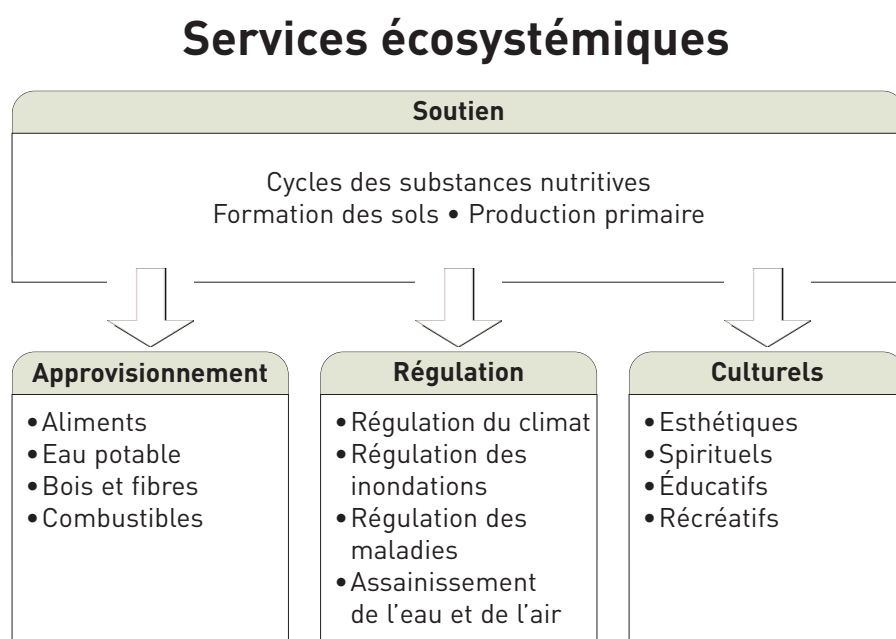 Services écosystémiques
Soutien
Cycles des substances nutritives
Formation des sols • Production primaire
Approvisionnement
• Aliments
• Eau potable
• Bois et fibres
• Combustibles
Régulation
• Régulation du climat
• Régulation des
inondations
• Régulation des
maladies
• Assainissement
de l'eau et de l'air
Culturels
• Esthétiques
• Spirituels
• Éducatifs
• Récréatifs